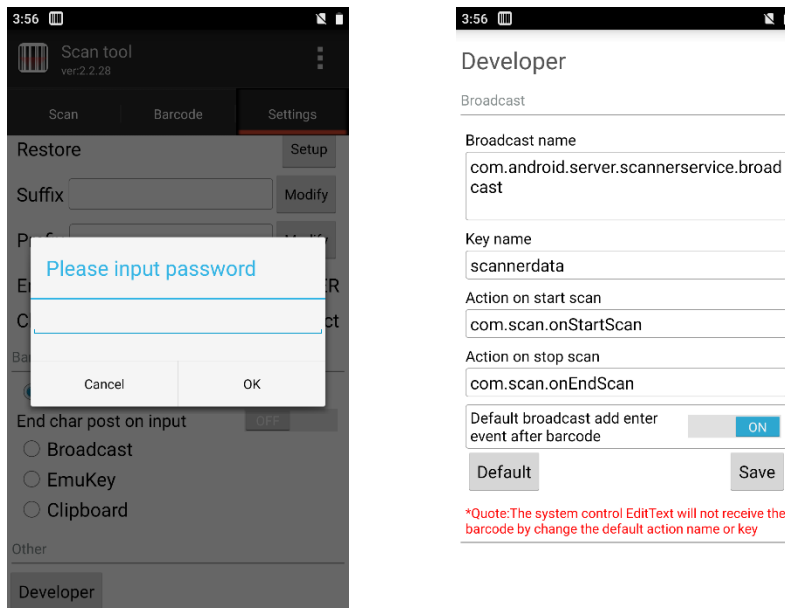 3:56
Scan tool
ver:2.2.28
Scan
Barcode
Settings
Restore
Setup
Suffix
Modify
Please input password
Cancel
OK
End char post on input
OFF
Broadcast
EmuKey
Clipboard
Other
Developer
3:56
Developer
Broadcast
Broadcast name
com.android.server.scannerservice.broad
cast
Key name
scannerdata
Action on start scan
com.scan.onStartScan
Action on stop scan
com.scan.onEndScan
Default broadcast add enter
event after barcode
ON
Default
Save
*Quote:The system control EditText will not receive the
barcode by change the default action name or key